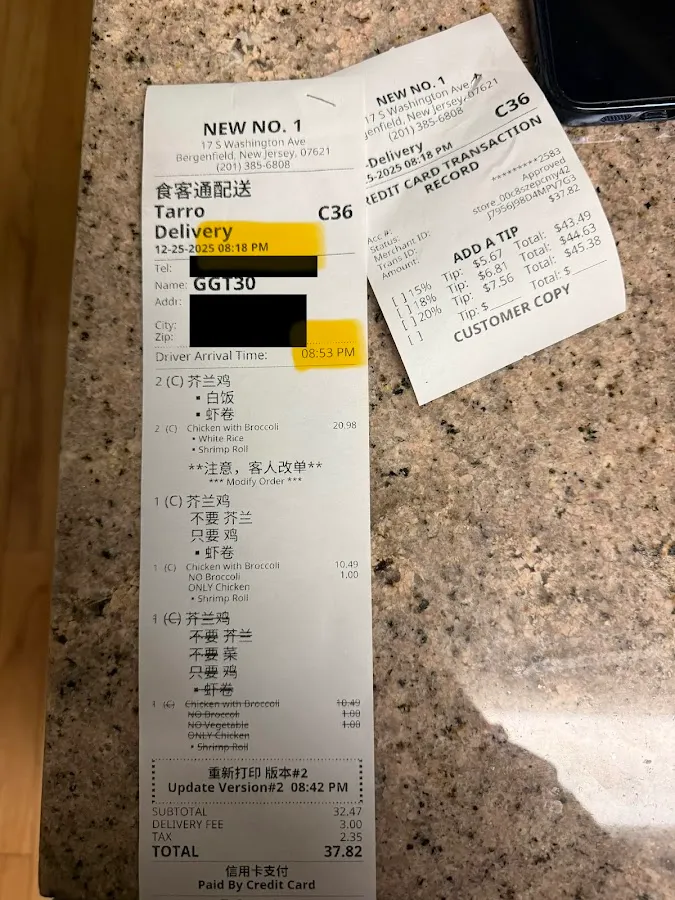 NEW NO. 1
17 S Washington Ave
Bergenfield, New Jersey, 07621
(201) 385-6808
食客通配送
Tarro C36
Delivery
12-25-2025 08:18 PM
Tel:
Name: GGT30
Addr:
City:
Zip:
Driver Arrival Time: 08:53 PM
2 (C) 芥兰鸡
▪ 白饭
▪ 虾卷
2 (C) Chicken with Broccoli 20.98
• White Rice
• Shrimp Roll
**注意，客人改单**
*** Modify Order ***
1 (C) 芥兰鸡
不要 芥兰
只要 鸡
▪ 虾卷
1 (C) Chicken with Broccoli 10.49
NO Broccoli 1.00
ONLY Chicken
• Shrimp Roll
1 (C) 芥兰鸡
不要 芥兰
不要 菜
只要 鸡
▪ 虾卷
1 (C) Chicken with Broccoli 10.49
NO Broccoli 1.00
NO Vegetable 1.00
ONLY Chicken
• Shrimp Roll
重新打印 版本#2
Update Version#2 08:42 PM
SUBTOTAL 32.47
DELIVERY FEE 3.00
TAX 2.35
TOTAL 37.82
信用卡支付
Paid By Credit Card
NEW NO. 1
17 S Washington Ave
genfield, New Jersey, 07621
(201) 385-6808
C36
-Delivery
5-2025 08:18 PM
REDIT CARD TRANSACTION
RECORD
Acc #: *********2583
Status: Approved
Merchant ID: store_00c8szepcmy42
Trans ID: J7956J98D4MPV7G3
Amount: $37.82
ADD A TIP
[ ] 15% Tip: $5.67 Total: $43.49
[ ] 18% Tip: $6.81 Total: $44.63
[ ] 20% Tip: $7.56 Total: $45.38
[ ] Tip: $____ Total: $____
CUSTOMER COPY